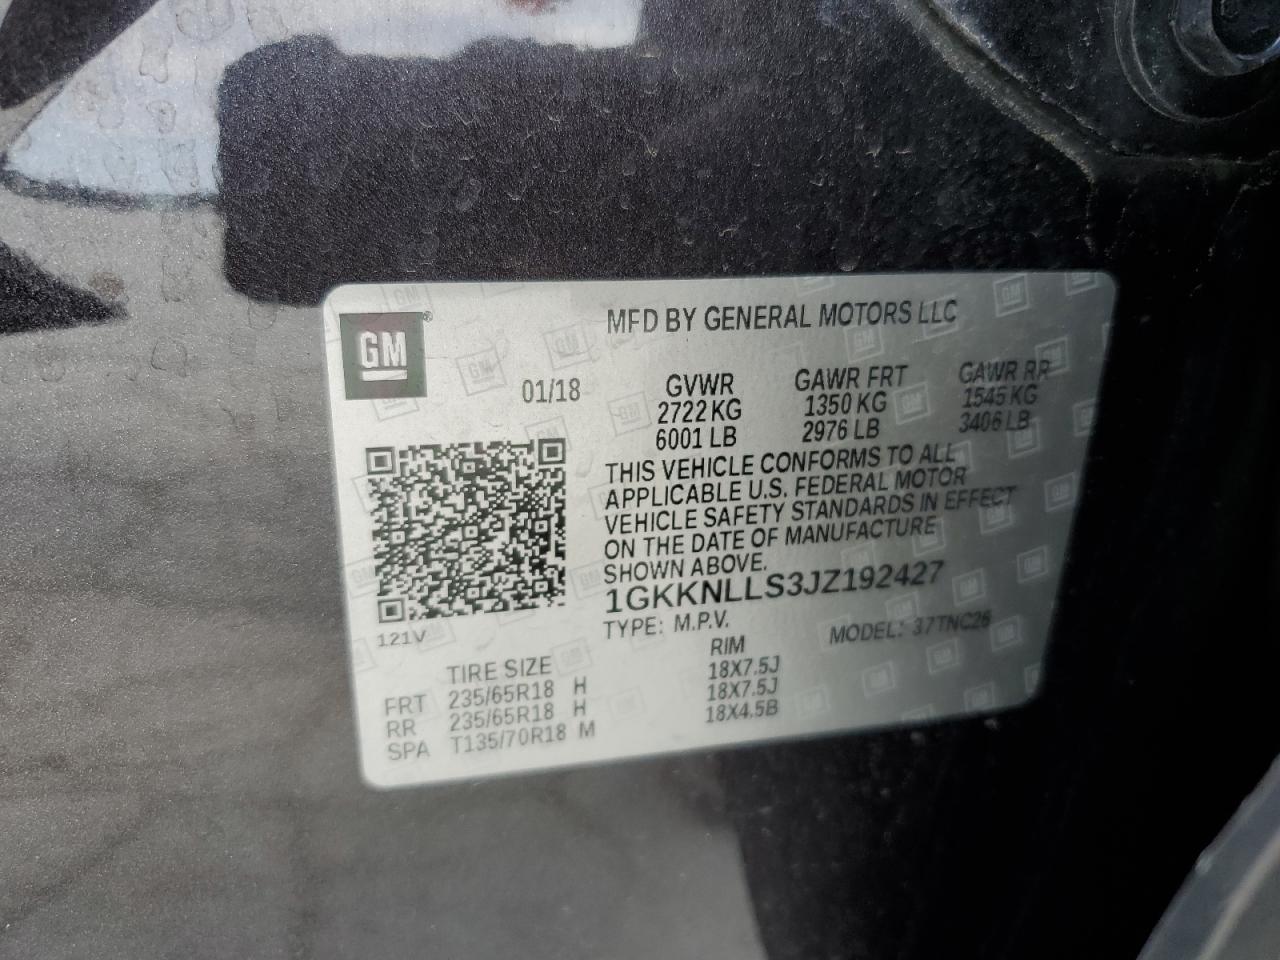 GM®
MFD BY GENERAL MOTORS LLC
01/18
GVWR GAWR FRT GAWR RR
2722 KG 1350 KG 1545 KG
6001 LB 2976 LB 3406 LB
THIS VEHICLE CONFORMS TO ALL
APPLICABLE U.S. FEDERAL MOTOR
VEHICLE SAFETY STANDARDS IN EFFECT
ON THE DATE OF MANUFACTURE
SHOWN ABOVE.
1GKKNLLS3JZ192427
TYPE: M.P.V. MODEL: 37TNC26
121V
TIRE SIZE RIM
FRT 235/65R18 H 18X7.5J
RR 235/65R18 H 18X7.5J
SPA T135/70R18 M 18X4.5B